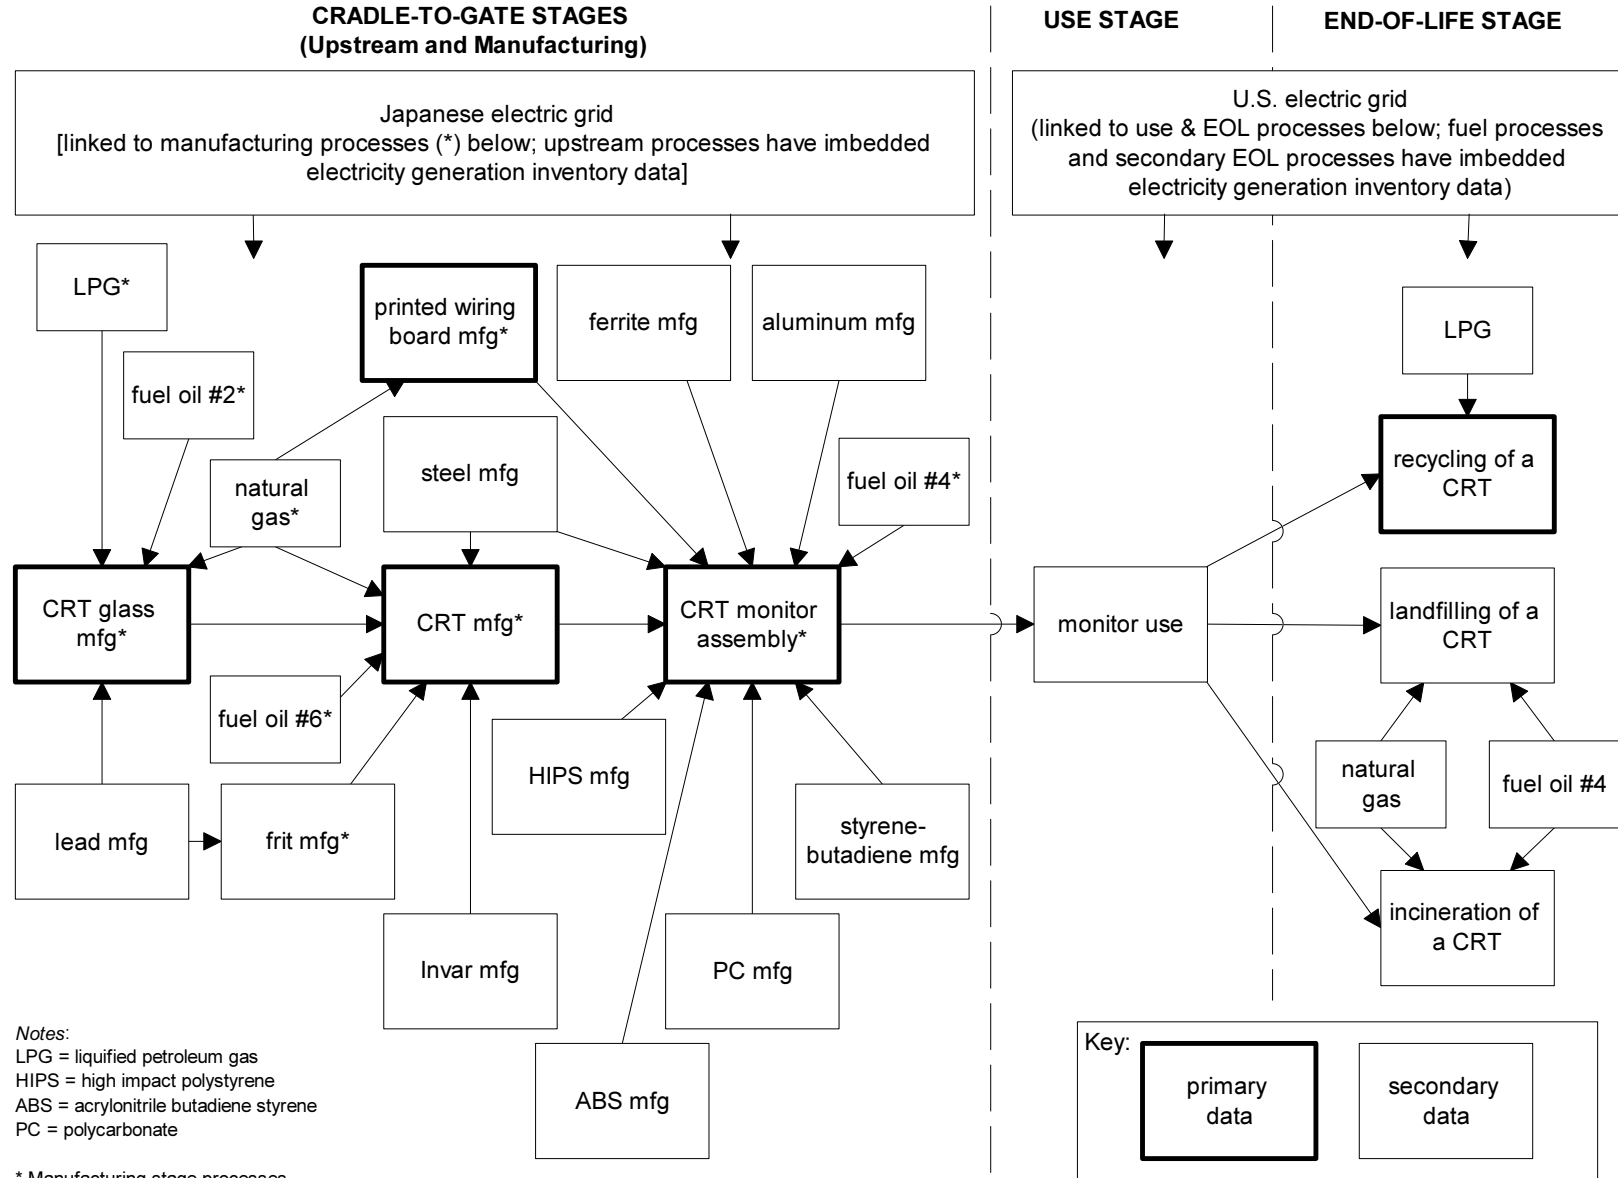 CRADLE-TO-GATE STAGES
(Upstream and Manufacturing)
USE STAGE
END-OF-LIFE STAGE
Japanese electric grid
[linked to manufacturing processes (*) below; upstream processes have imbedded
electricity generation inventory data]
U.S. electric grid
(linked to use & EOL processes below; fuel processes
and secondary EOL processes have imbedded
electricity generation inventory data)
LPG*
printed wiring
board mfg*
ferrite mfg
aluminum mfg
LPG
fuel oil #2*
natural
gas*
steel mfg
fuel oil #4*
recycling of a
CRT
CRT glass
mfg*
CRT mfg*
CRT monitor
assembly*
monitor use
landfilling of a
CRT
fuel oil #6*
HIPS mfg
natural
gas
fuel oil #4
lead mfg
frit mfg*
styrene-
butadiene mfg
Invar mfg
PC mfg
incineration of
a CRT
ABS mfg
Notes:
LPG = liquified petroleum gas
HIPS = high impact polystyrene
ABS = acrylonitrile butadiene styrene
PC = polycarbonate
* Manufacturing stage processes
Key:
primary
data
secondary
data